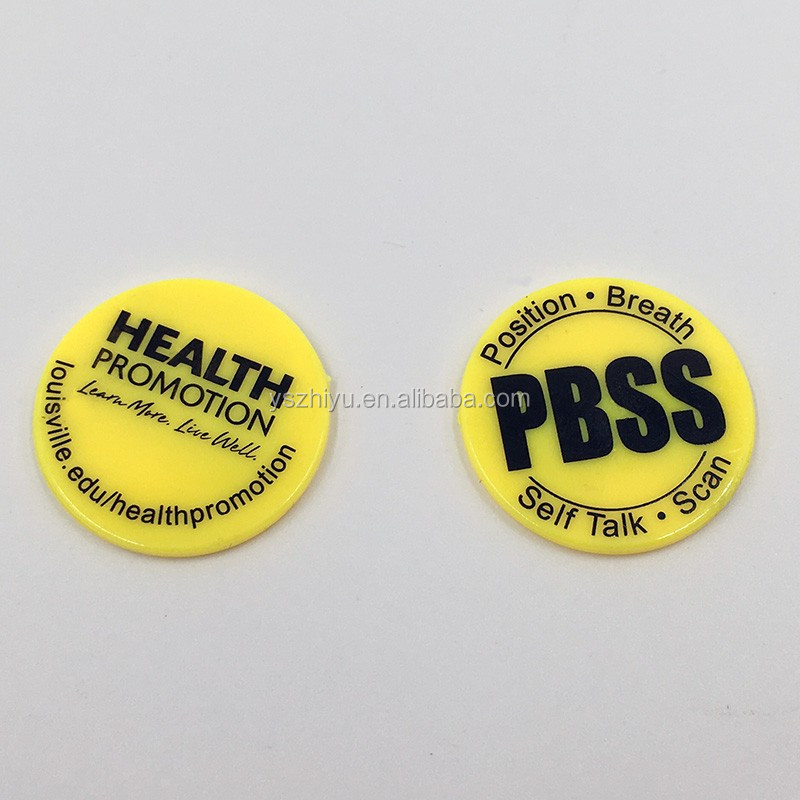 HEALTH
PROMOTION
Learn More. Live Well.
louisville.edu/healthpromotion
Position • Breath
PBSS
Self Talk • Scan
yszhiyu.en.alibaba.com